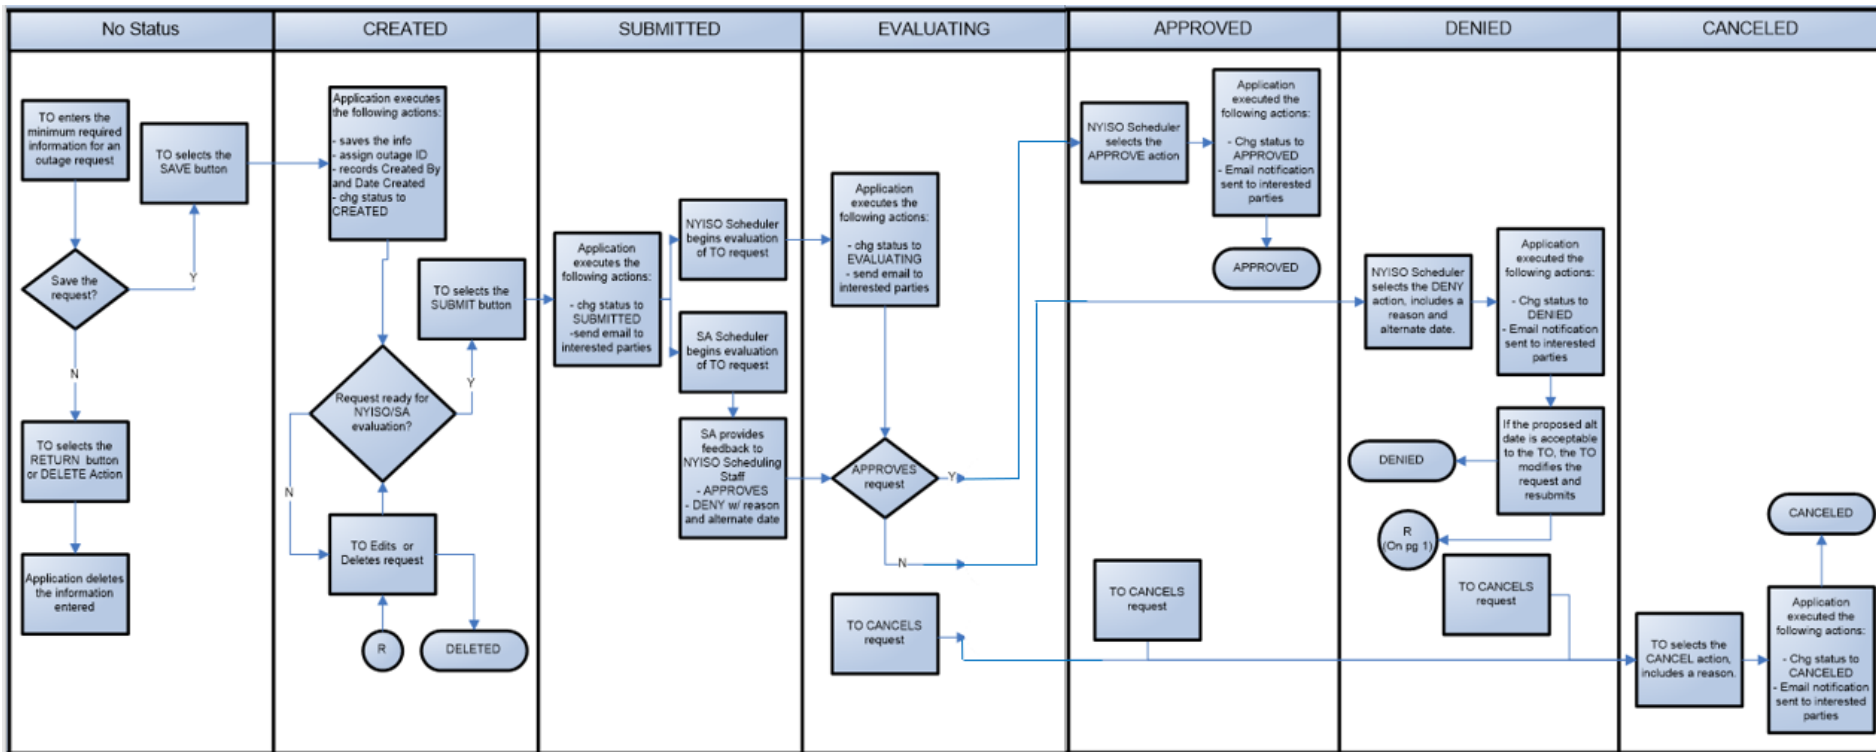 No Status
CREATED
SUBMITTED
EVALUATING
APPROVED
DENIED
CANCELED
TO enters the
minimum required
information for an
outage request
Save the
request?
Y
N
TO selects the
SAVE button
TO selects the
RETURN button
or DELETE Action
Application deletes
the information
entered
Application executes
the following actions:
- saves the info
- assign outage ID
- records Created By
and Date Created
- chg status to
CREATED
Request ready for
NYISO/SA
evaluation?
Y
N
TO selects the
SUBMIT button
TO Edits or
Deletes request
R
DELETED
Application
executes the
following actions:
- chg status to
SUBMITTED
-send email to
interested parties
NYISO Scheduler
begins evaluation
of TO request
SA Scheduler
begins evaluation
of TO request
SA provides
feedback to
NYISO Scheduling
Staff
- APPROVES
- DENY w/ reason
and alternate date
Application
executes the
following actions:
- chg status to
EVALUATING
- send email to
interested parties
APPROVES
request
Y
N
TO CANCELS
request
NYISO Scheduler
selects the
APPROVE action
Application
executed the
following actions:
- Chg status to
APPROVED
- Email notification
sent to interested
parties
APPROVED
TO CANCELS
request
NYISO Scheduler
selects the DENY
action, includes a
reason and
alternate date.
Application
executed the
following actions:
- Chg status to
DENIED
- Email notification
sent to interested
parties
If the proposed alt
date is acceptable
to the TO, the TO
modifies the
request and
resubmits
DENIED
R
(On pg 1)
TO CANCELS
request
TO selects the
CANCEL action,
includes a reason.
Application
executed the
following actions:
- Chg status to
CANCELED
- Email notification
sent to interested
parties
CANCELED